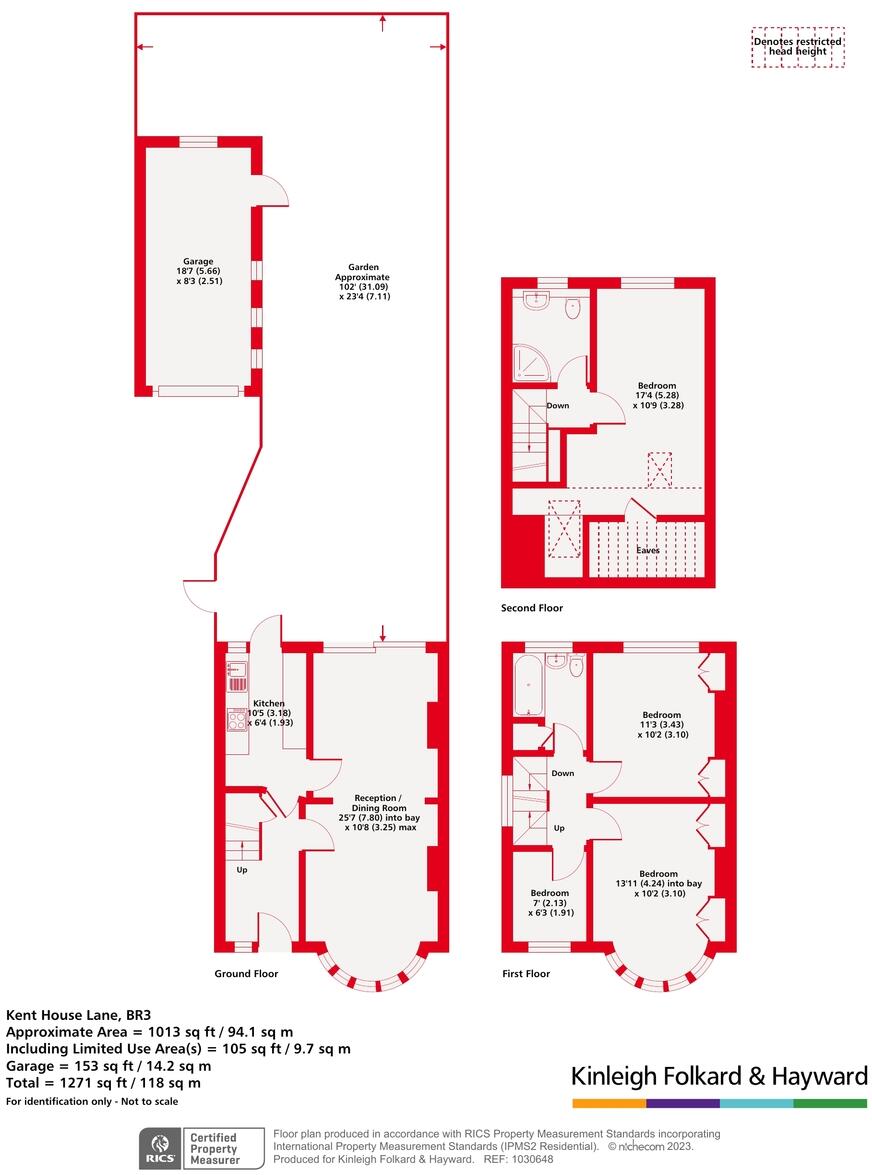 Denotes restricted
head height
Garage
18'7 (5.66)
x 8'3 (2.51)
Garden
Approximate
102' (31.09)
x 23'4 (7.11)
Bedroom
17'4 (5.28)
x 10'9 (3.28)
Down
Eaves
Second Floor
Kitchen
10'5 (3.18)
x 6'4 (1.93)
Reception /
Dining Room
25'7 (7.80) into bay
x 10'8 (3.25) max
Up
Ground Floor
Bedroom
11'3 (3.43)
x 10'2 (3.10)
Down
Up
Bedroom
13'11 (4.24) into bay
x 10'2 (3.10)
Bedroom
7' (2.13)
x 6'3 (1.91)
First Floor
Kent House Lane, BR3
Approximate Area = 1013 sq ft / 94.1 sq m
Including Limited Use Area(s) = 105 sq ft / 9.7 sq m
Garage = 153 sq ft / 14.2 sq m
Total = 1271 sq ft / 118 sq m
For identification only - Not to scale
Kinleigh Folkard & Hayward
RICS
Certified
Property
Measurer
Floor plan produced in accordance with RICS Property Measurement Standards incorporating
International Property Measurement Standards (IPMS2 Residential). © nichecom 2023.
Produced for Kinleigh Folkard & Hayward. REF: 1030648